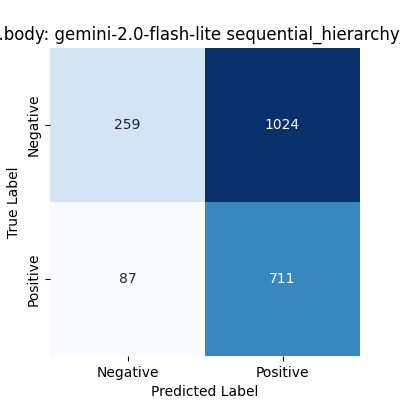 .body: gemini-2.0-flash-lite sequential_hierarchy
True Label
Negative
259
1024
Positive
87
711
Negative
Positive
Predicted Label